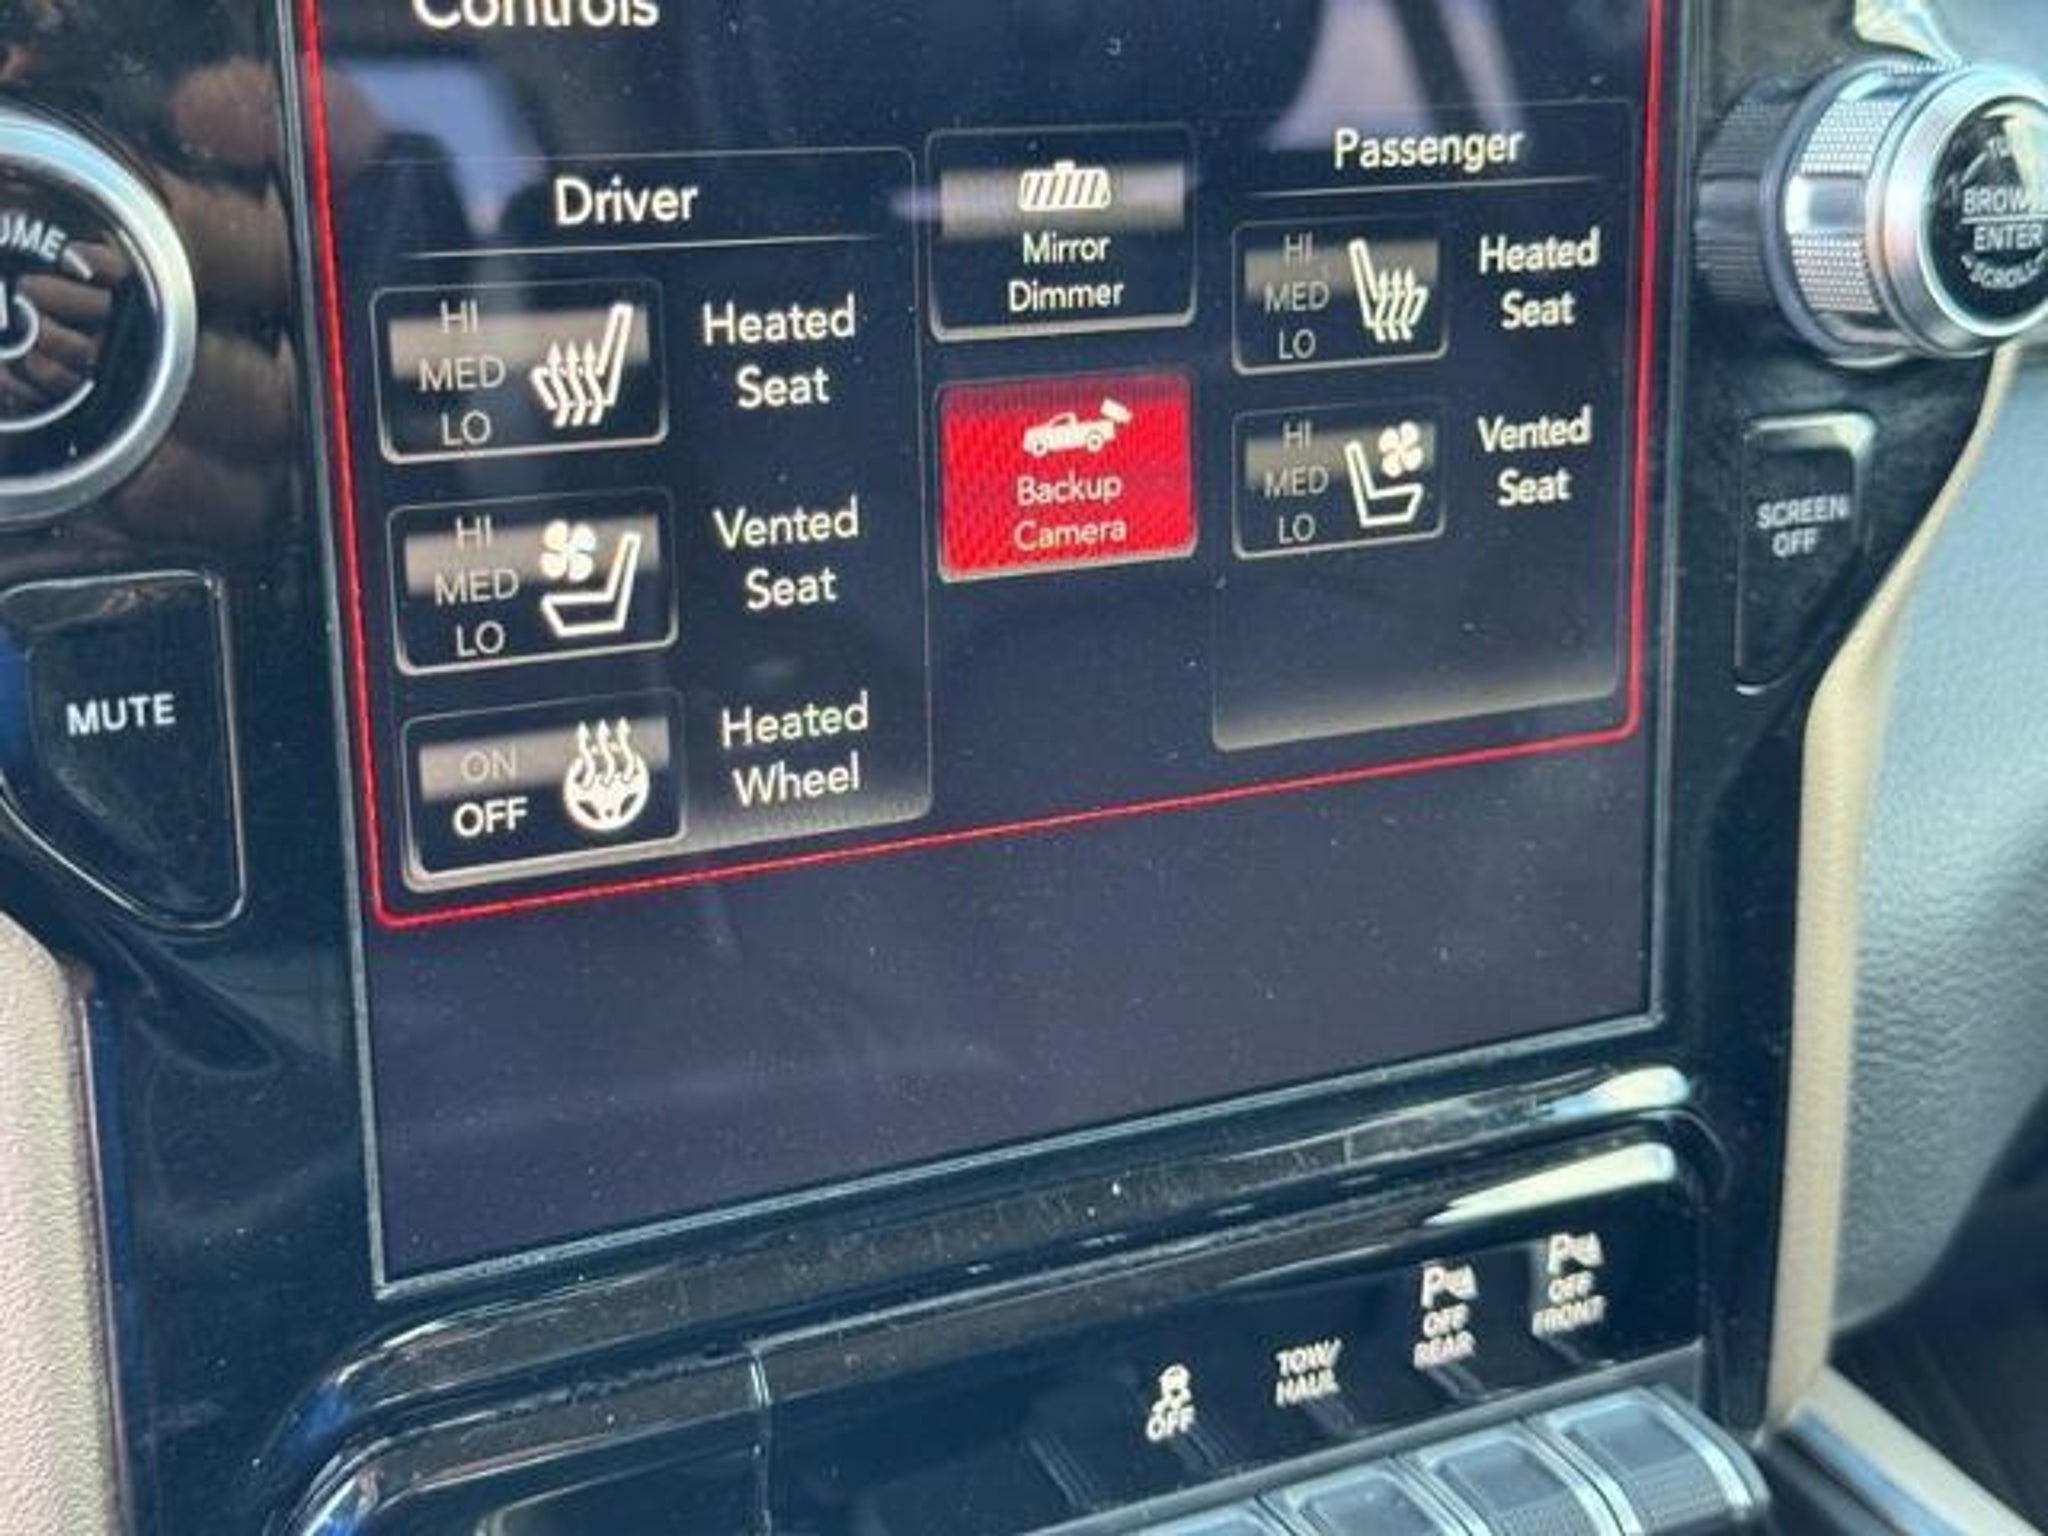 Controls
Driver
HI
MED
LO
Heated
Seat
HI
MED
LO
Vented
Seat
ON
OFF
Heated
Wheel
Mirror
Dimmer
Backup
Camera
Passenger
HI
MED
LO
Heated
Seat
HI
MED
LO
Vented
Seat
MUTE
ENTER
SCROLL
SCREEN
OFF
OFF
TOW/
HAUL
P
OFF
REAR
P
OFF
FRONT